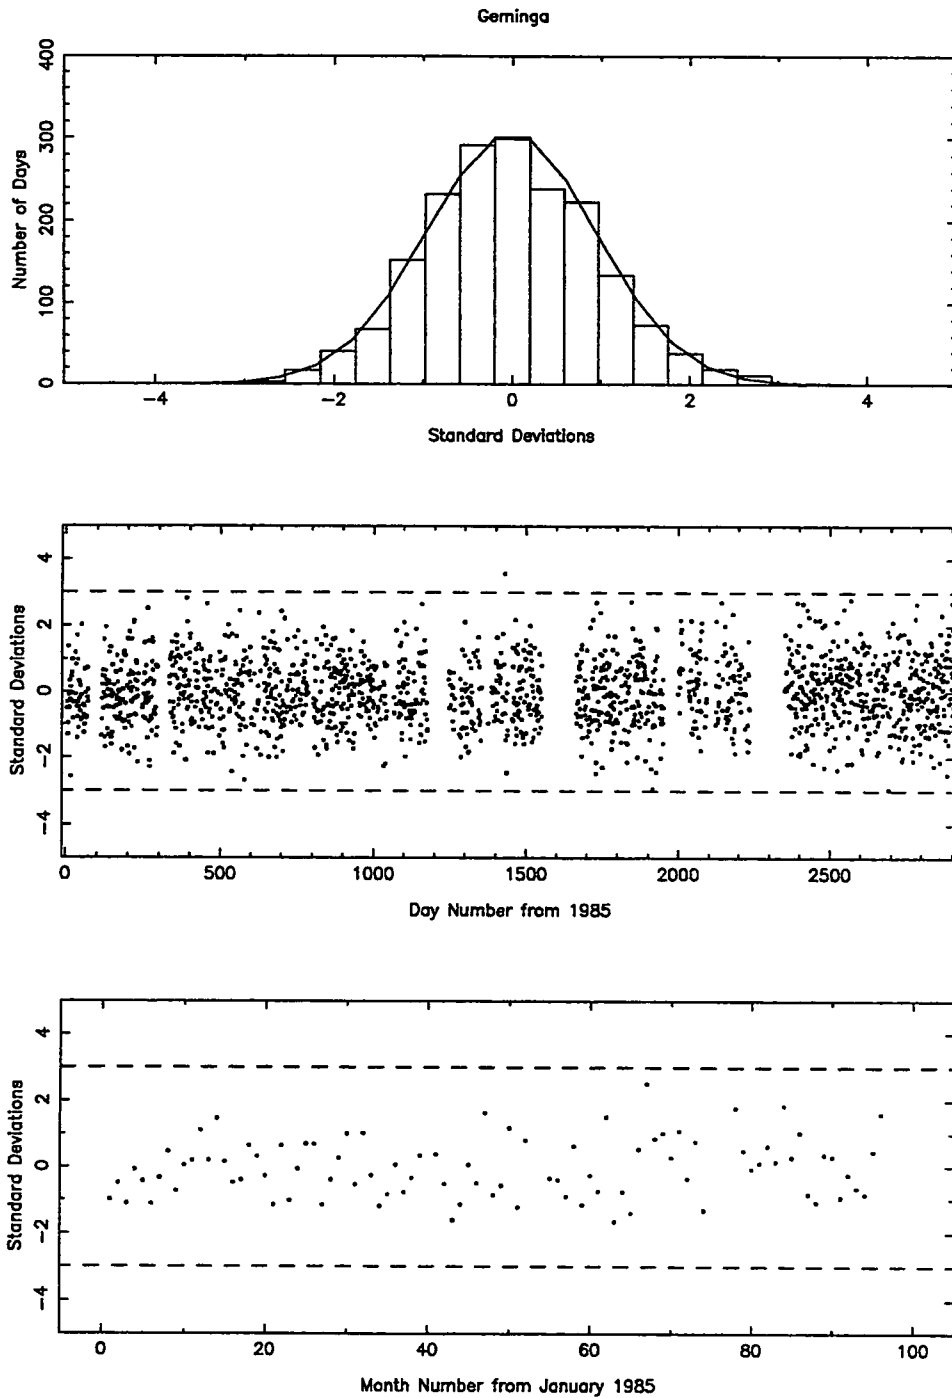 Geminga
400
300
200
100
0
Number of Days
-4 -2 0 2 4
Standard Deviations
4
2
0
-2
-4
Standard Deviations
0 500 1000 1500 2000 2500
Day Number from 1985
4
2
0
-2
-4
Standard Deviations
0 20 40 60 80 100
Month Number from January 1985